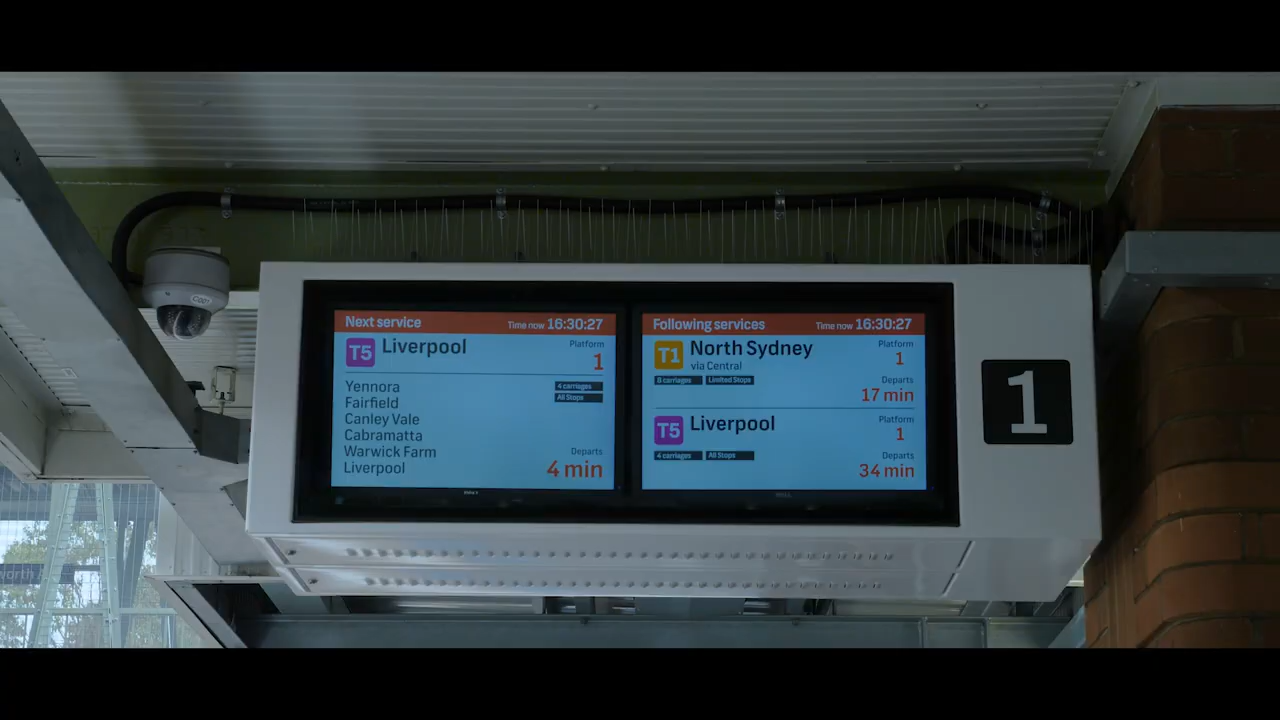 Next service Time now 16:30:27
T5 Liverpool Platform
1
Yennora 4 carriages
Fairfield All Stops
Canley Vale
Cabramatta
Warwick Farm Departs
Liverpool 4 min
Following services Time now 16:30:27
T1 North Sydney Platform
via Central 1
8 carriages Limited Stops Departs
17 min
T5 Liverpool Platform
1
4 carriages All Stops Departs
34 min
1
DELL